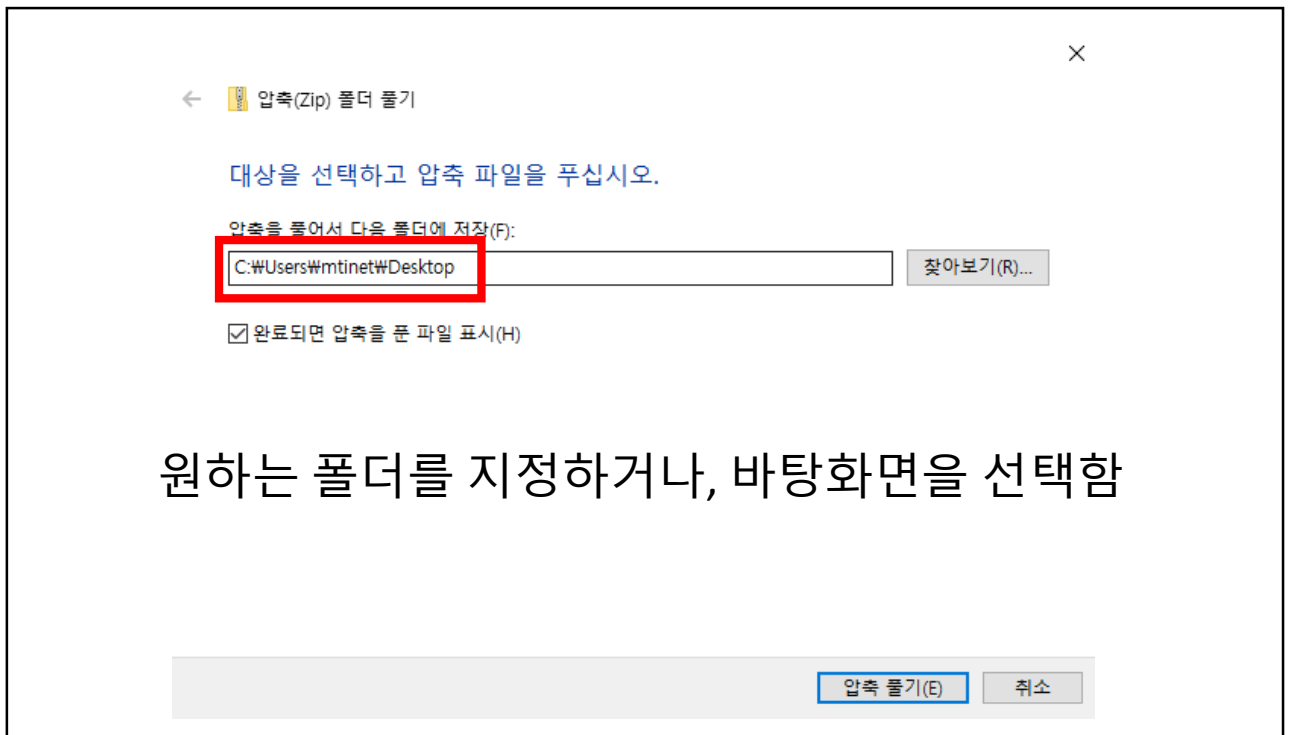 압축(Zip) 폴더 풀기
대상을 선택하고 압축 파일을 푸십시오.
압축을 풀어서 다음 폴더에 저장(F):
C:₩Users₩mtinet₩Desktop
찾아보기(R)...
완료되면 압축을 푼 파일 표시(H)
원하는 폴더를 지정하거나, 바탕화면을 선택함
압축 풀기(E)
취소